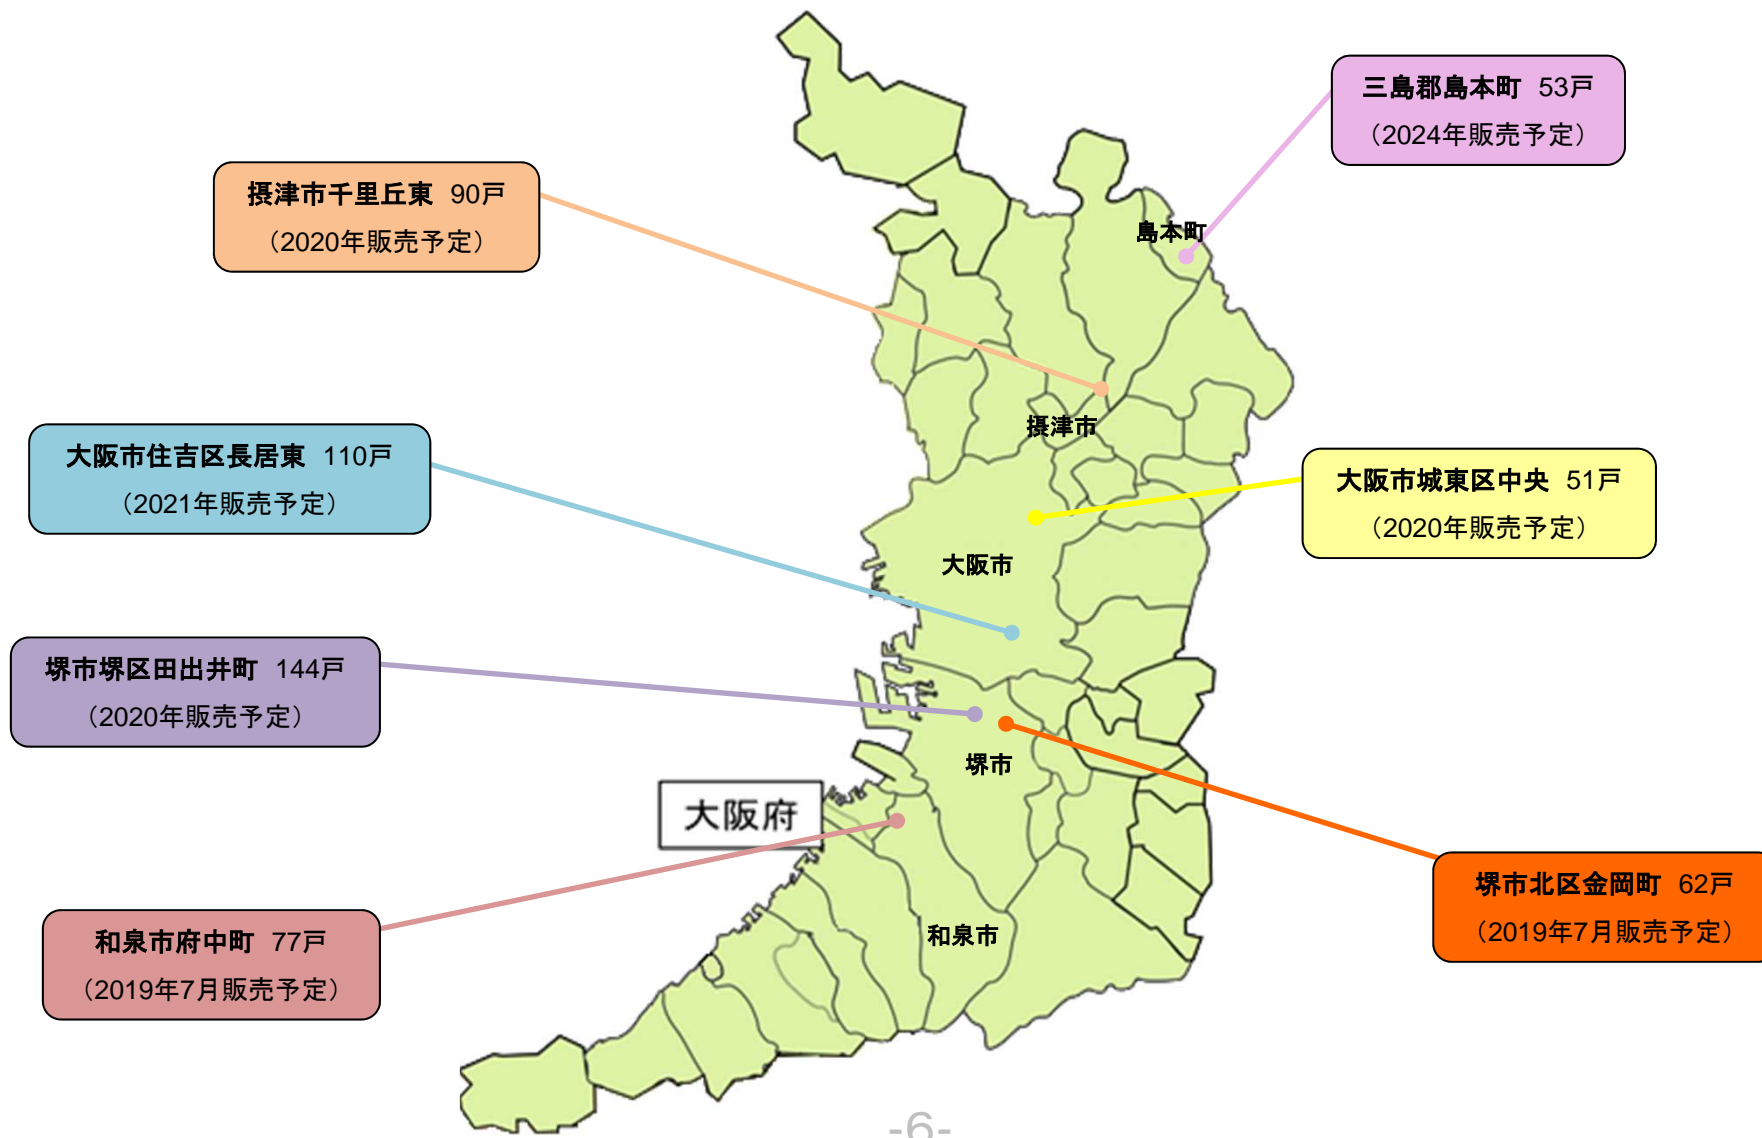 三島郡島本町 53戸
（2024年販売予定）
摂津市千里丘東 90戸
（2020年販売予定）
島本町
摂津市
大阪市住吉区長居東 110戸
（2021年販売予定）
大阪市城東区中央 51戸
（2020年販売予定）
大阪市
堺市堺区田出井町 144戸
（2020年販売予定）
堺市
大阪府
堺市北区金岡町 62戸
（2019年7月販売予定）
和泉市府中町 77戸
（2019年7月販売予定）
和泉市
-6-